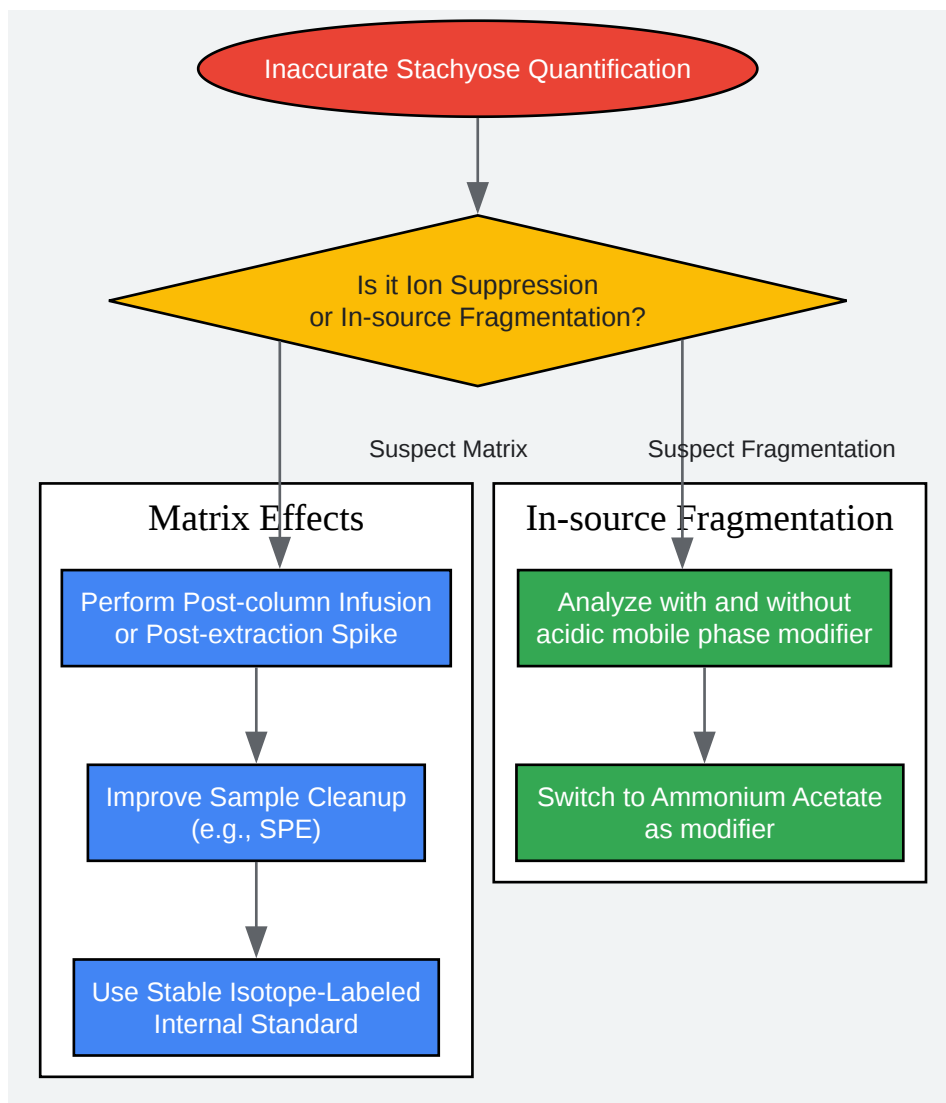 Inaccurate Stachyose Quantification
Is it Ion Suppression
or In-source Fragmentation?
Suspect Matrix
Suspect Fragmentation
Matrix Effects
Perform Post-column Infusion
or Post-extraction Spike
Improve Sample Cleanup
(e.g., SPE)
Use Stable Isotope-Labeled
Internal Standard
In-source Fragmentation
Analyze with and without
acidic mobile phase modifier
Switch to Ammonium Acetate
as modifier